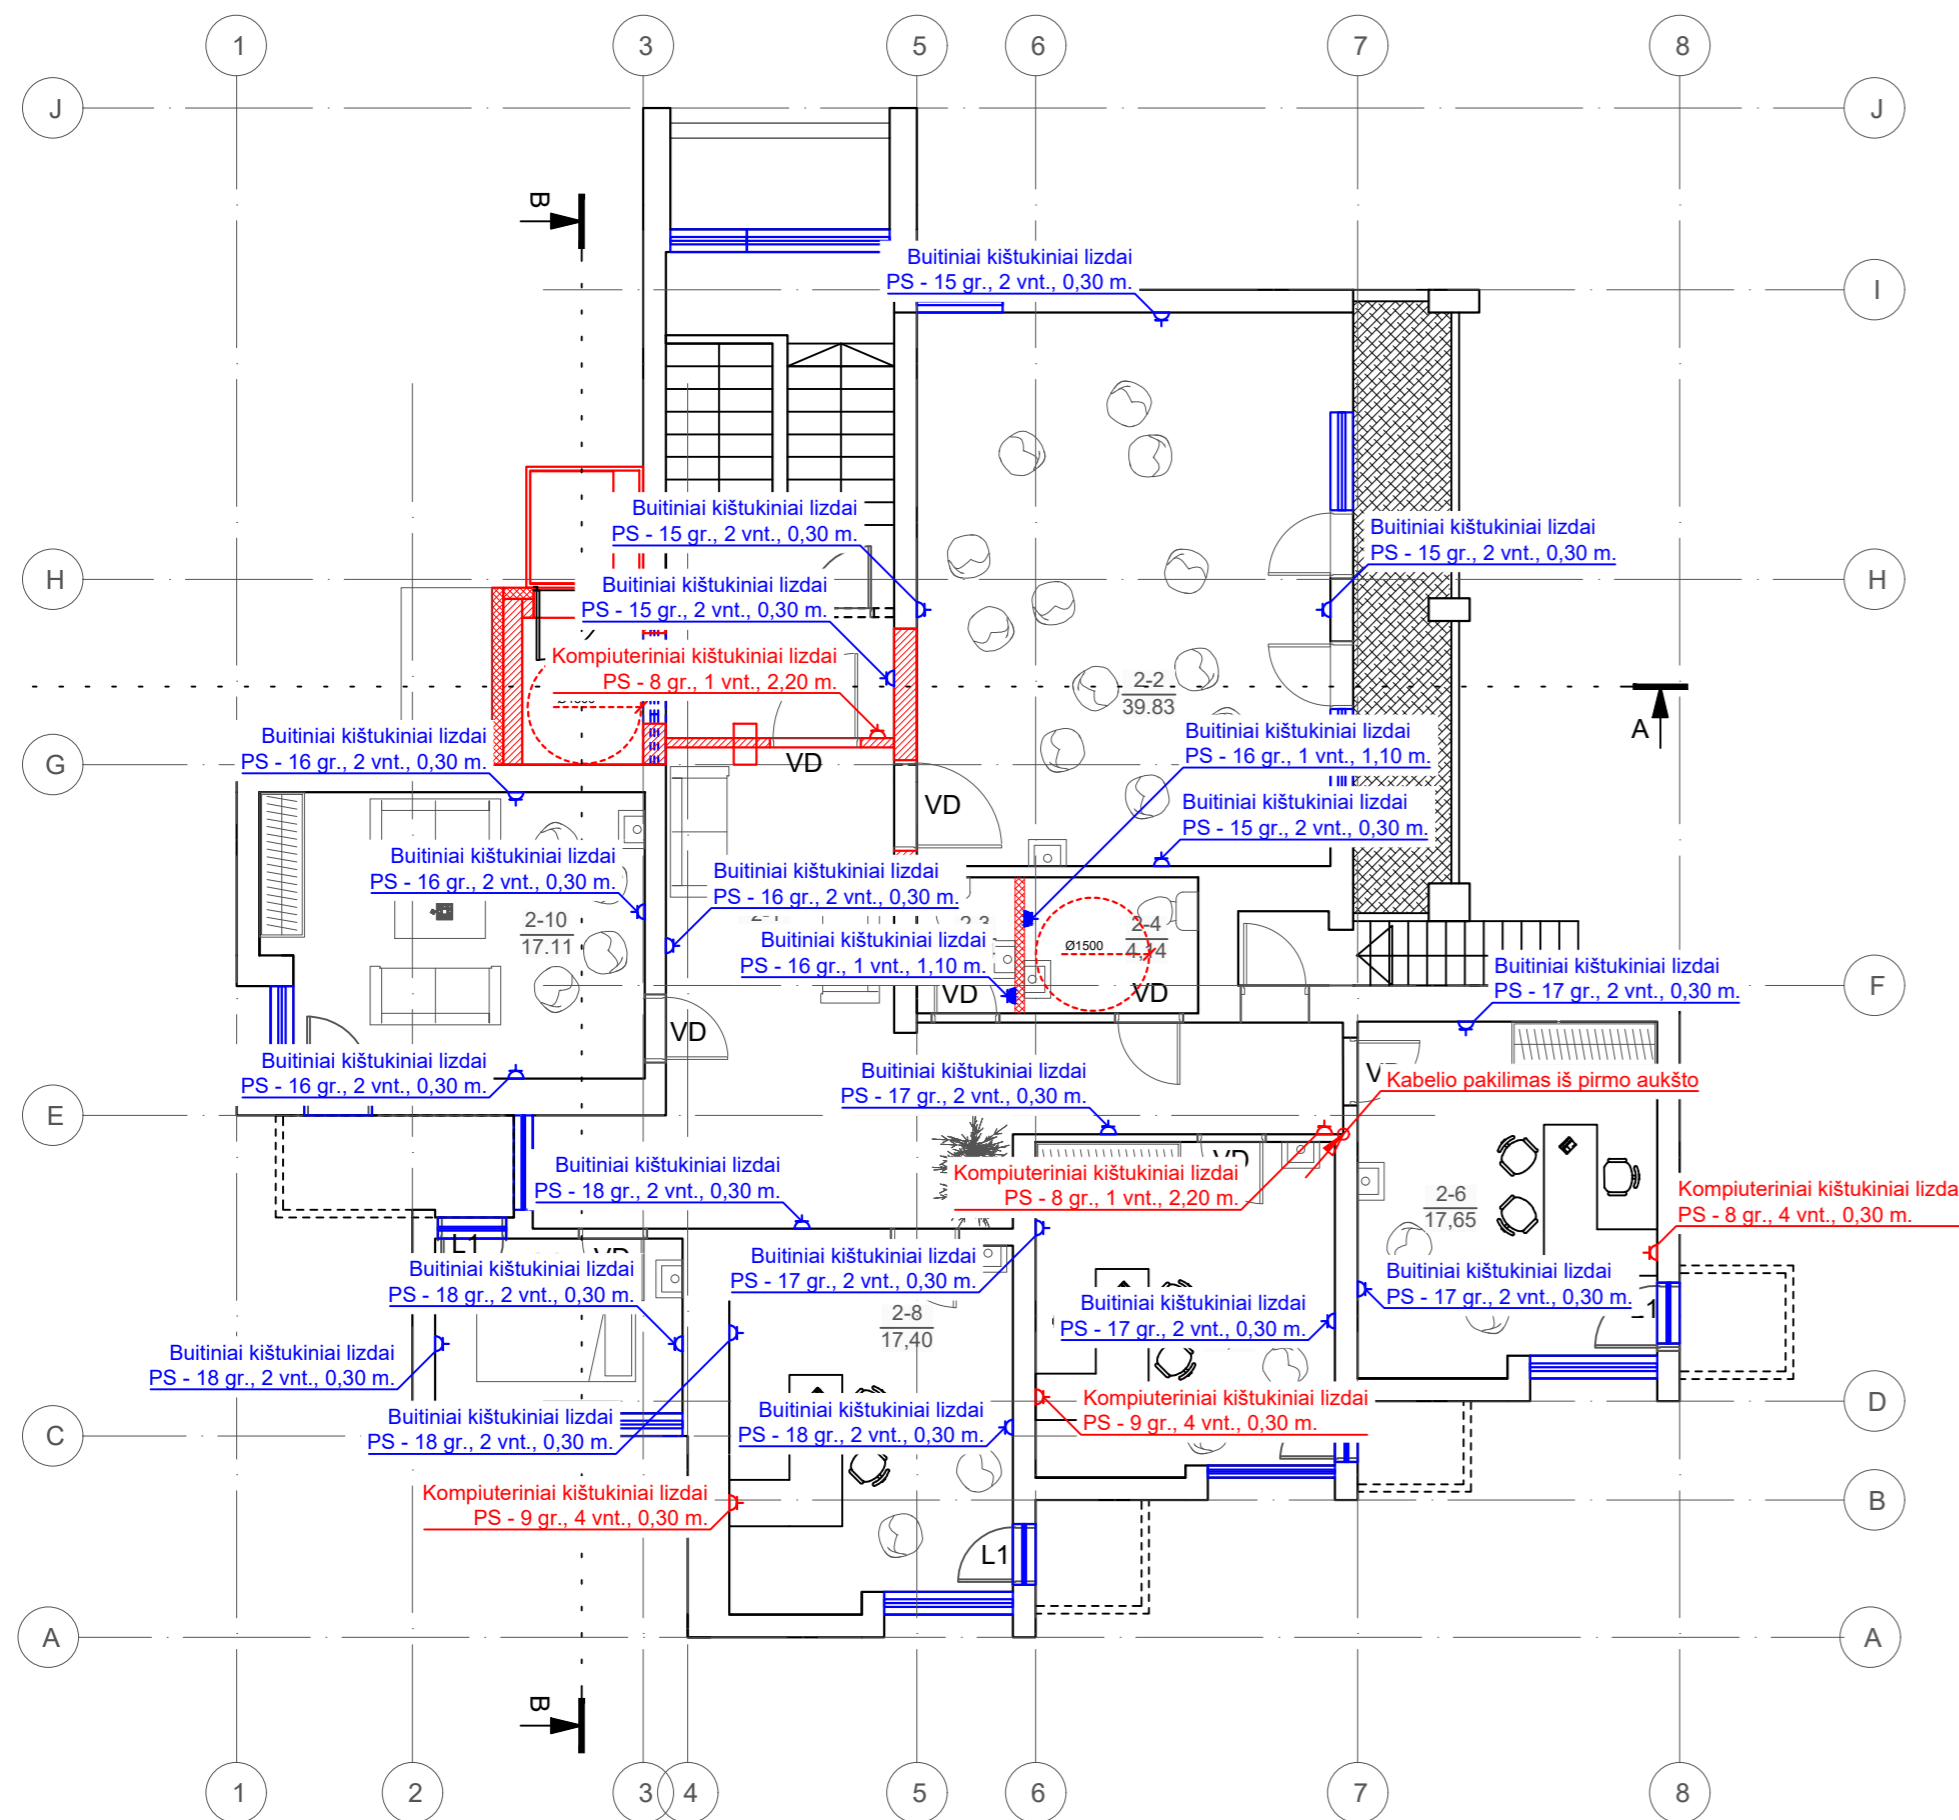 1
3
5
6
7
8
J
J
B
Buitiniai kištukiniai lizdai
PS - 15 gr., 2 vnt., 0,30 m.
I
Buitiniai kištukiniai lizdai
PS - 15 gr., 2 vnt., 0,30 m.
Buitiniai kištukiniai lizdai
PS - 15 gr., 2 vnt., 0,30 m.
H
H
Buitiniai kištukiniai lizdai
PS - 15 gr., 2 vnt., 0,30 m.
Kompiuteriniai kištukiniai lizdai
PS - 8 gr., 1 vnt., 2,20 m.
2-2
39.83
A
Buitiniai kištukiniai lizdai
PS - 16 gr., 2 vnt., 0,30 m.
Buitiniai kištukiniai lizdai
PS - 16 gr., 1 vnt., 1,10 m.
G
VD
VD
Buitiniai kištukiniai lizdai
PS - 15 gr., 2 vnt., 0,30 m.
Buitiniai kištukiniai lizdai
PS - 16 gr., 2 vnt., 0,30 m.
Buitiniai kištukiniai lizdai
PS - 16 gr., 2 vnt., 0,30 m.
2-10
17.11
2-3
2-4
4,14
Ø1500
Buitiniai kištukiniai lizdai
PS - 16 gr., 1 vnt., 1,10 m.
VD
VD
Buitiniai kištukiniai lizdai
PS - 17 gr., 2 vnt., 0,30 m.
F
VD
Buitiniai kištukiniai lizdai
PS - 16 gr., 2 vnt., 0,30 m.
Buitiniai kištukiniai lizdai
PS - 17 gr., 2 vnt., 0,30 m.
Kabelio pakilimas iš pirmo aukšto
E
E
Buitiniai kištukiniai lizdai
PS - 18 gr., 2 vnt., 0,30 m.
VD
Kompiuteriniai kištukiniai lizdai
PS - 8 gr., 1 vnt., 2,20 m.
2-6
17,65
Kompiuteriniai kištukiniai lizda
PS - 8 gr., 4 vnt., 0,30 m.
L1
VD
Buitiniai kištukiniai lizdai
PS - 18 gr., 2 vnt., 0,30 m.
Buitiniai kištukiniai lizdai
PS - 17 gr., 2 vnt., 0,30 m.
Buitiniai kištukiniai lizdai
PS - 17 gr., 2 vnt., 0,30 m.
2-8
17,40
Buitiniai kištukiniai lizdai
PS - 17 gr., 2 vnt., 0,30 m.
Buitiniai kištukiniai lizdai
PS - 18 gr., 2 vnt., 0,30 m.
Buitiniai kištukiniai lizdai
PS - 18 gr., 2 vnt., 0,30 m.
Buitiniai kištukiniai lizdai
PS - 18 gr., 2 vnt., 0,30 m.
Kompiuteriniai kištukiniai lizdai
PS - 9 gr., 4 vnt., 0,30 m.
D
C
Kompiuteriniai kištukiniai lizdai
PS - 9 gr., 4 vnt., 0,30 m.
B
L1
A
A
B
1
2
3
4
5
6
7
8